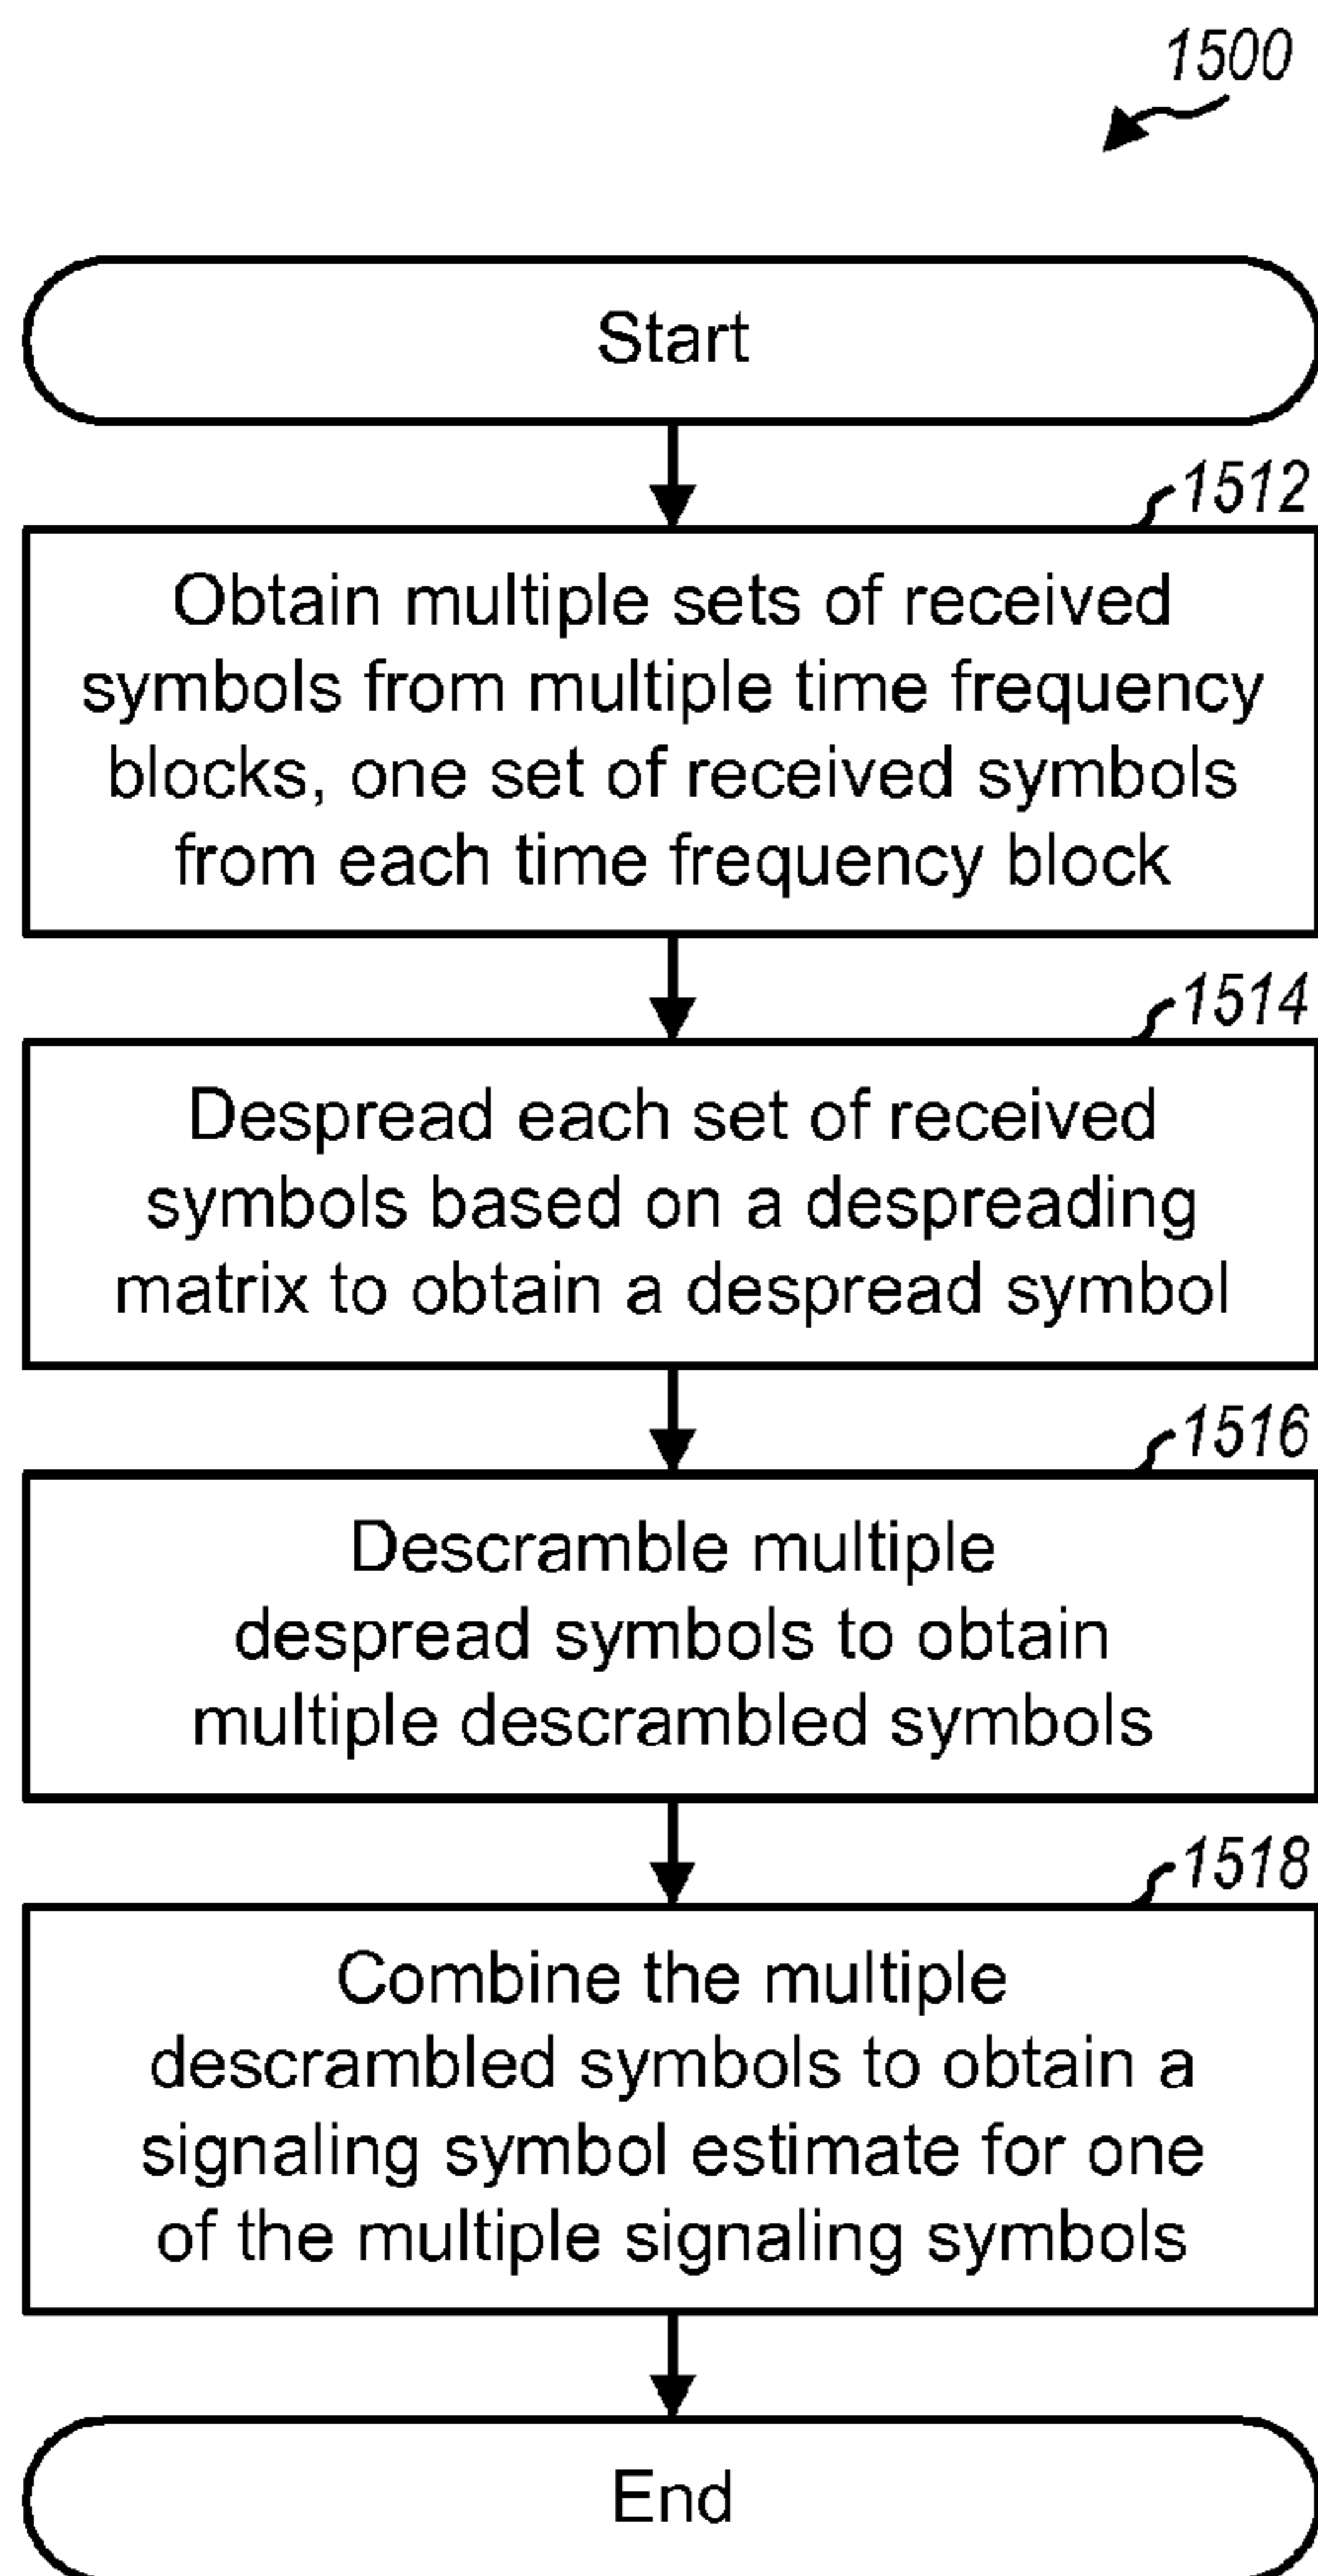 1500
Start
1512
Obtain multiple sets of received
symbols from multiple time frequency
blocks, one set of received symbols
from each time frequency block
1514
Despread each set of received
symbols based on a despreading
matrix to obtain a despread symbol
1516
Descramble multiple
despread symbols to obtain
multiple descrambled symbols
1518
Combine the multiple
descrambled symbols to obtain a
signaling symbol estimate for one
of the multiple signaling symbols
End